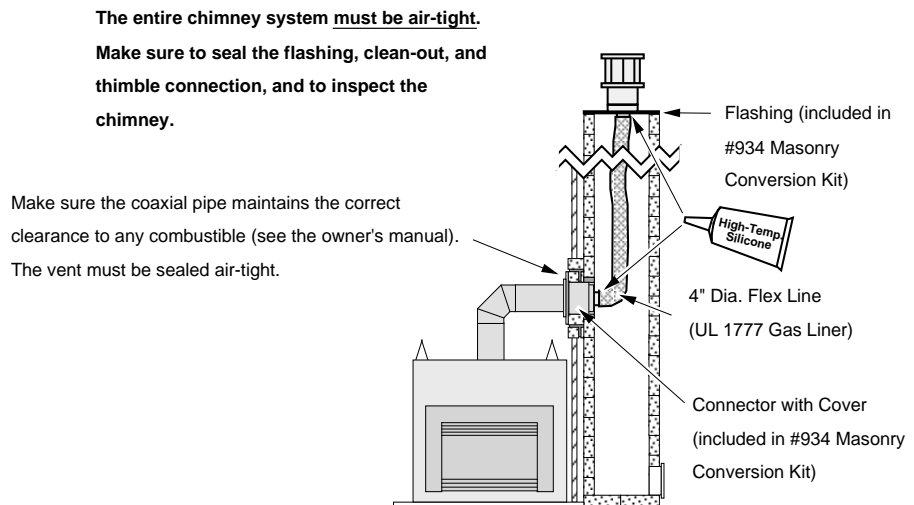 The entire chimney system must be air-tight.
Make sure to seal the flashing, clean-out, and
thimble connection, and to inspect the
chimney.
Flashing (included in
#934 Masonry
Conversion Kit)
Make sure the coaxial pipe maintains the correct
clearance to any combustible (see the owner's manual).
The vent must be sealed air-tight.
High-Temp.
Silicone
4" Dia. Flex Line
(UL 1777 Gas Liner)
Connector with Cover
(included in #934 Masonry
Conversion Kit)